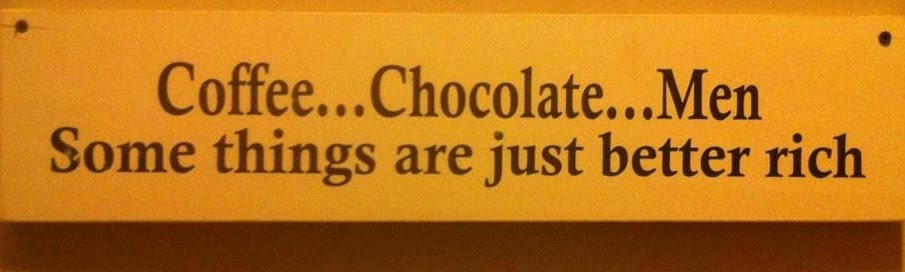 Coffee...Chocolate...Men
Some things are just better rich